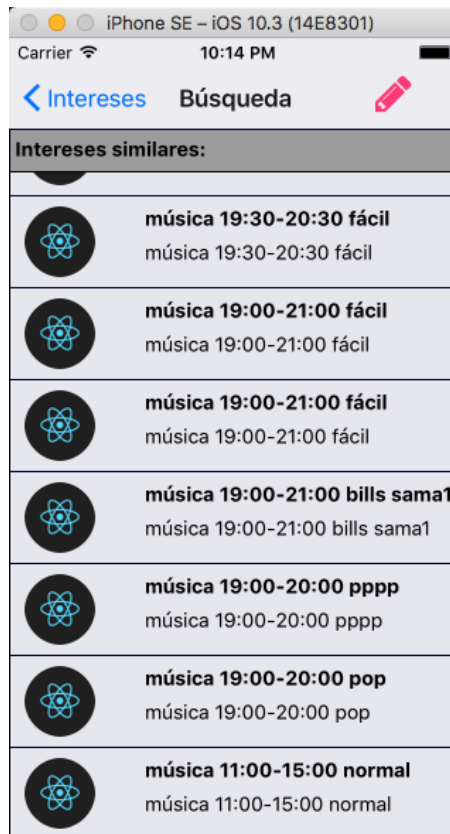 iPhone SE – iOS 10.3 (14E8301)
Carrier 10:14 PM
Intereses Búsqueda
Intereses similares:
música 19:30-20:30 fácil
música 19:30-20:30 fácil
música 19:00-21:00 fácil
música 19:00-21:00 fácil
música 19:00-21:00 fácil
música 19:00-21:00 fácil
música 19:00-21:00 bills sama1
música 19:00-21:00 bills sama1
música 19:00-20:00 pppp
música 19:00-20:00 pppp
música 19:00-20:00 pop
música 19:00-20:00 pop
música 11:00-15:00 normal
música 11:00-15:00 normal